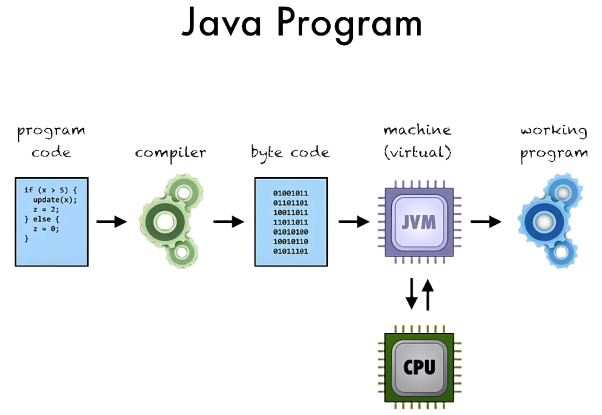 Java Program
program
code
compiler
byte code
machine
(virtual)
working
program
if (x > 5) {
  update(x);
  z = 2;
} else {
  z = 0;
}
01001011
01101101
10011011
11011011
01010100
10010110
01011101
JVM
CPU